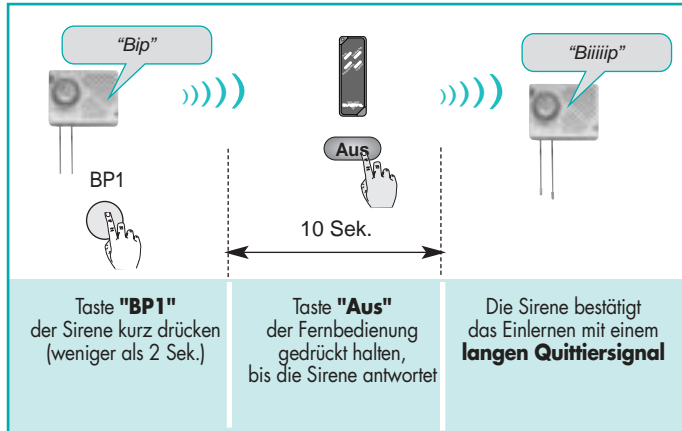 “Bip”
“Biiiiip”
Aus
BP1
10 Sek.
Taste "BP1"
der Sirene kurz drücken
(weniger als 2 Sek.)
Taste "Aus"
der Fernbedienung
gedrückt halten,
bis die Sirene antwortet
Die Sirene bestätigt
das Einlernen mit einem
langen Quittiersignal